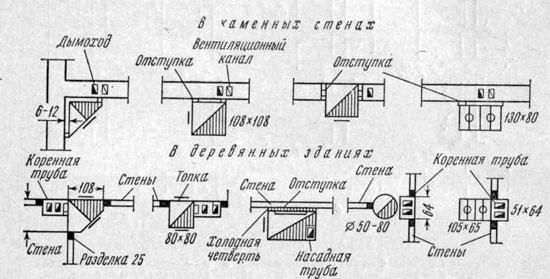 В каменных стенах
Дымоход
Отступка
Вентиляционный канал
Отступка
6-12
108×108
130×80
В деревянных зданиях
Коренная труба
108
Стены
Топка
Стена
Отступка
Стена
Коренная труба
80×80
Ø 50-80
64
105×65
51×64
Стена
Разделка 25
Холодная четверть
Насадная труба
Стены